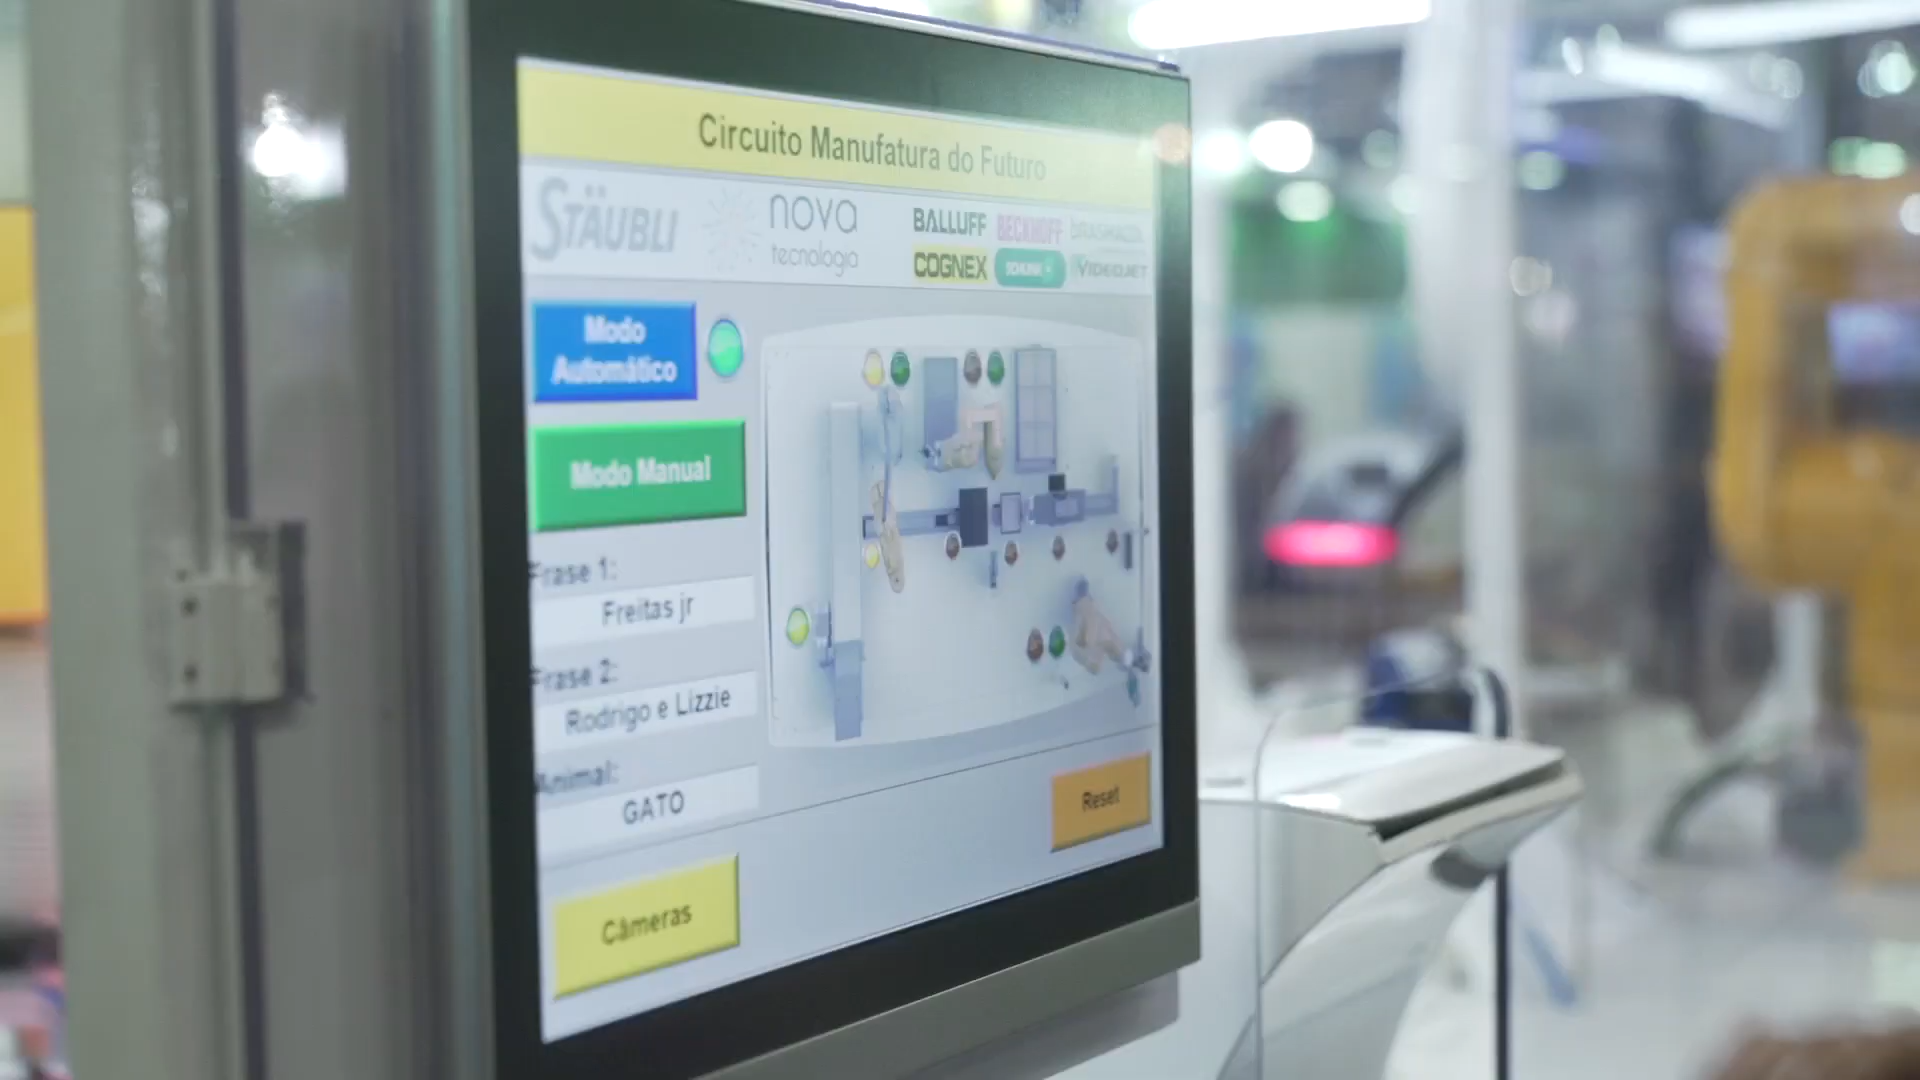 Circuito Manufatura do Futuro
STÄUBLI
nova
tecnologia
BALLUFF BECKHOFF
COGNEX SCHUNK VIDEOJET
Modo
Automático
Modo Manual
Frase 1:
Freitas jr
Frase 2:
Rodrigo e Lizzie
Animal:
GATO
Reset
Câmeras